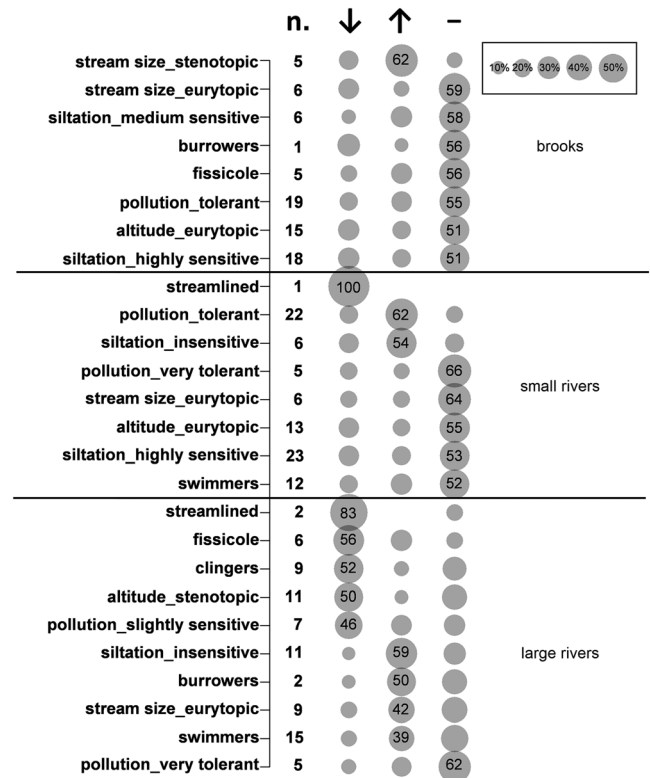 n. ↓ ↑ –
10% 20% 30% 40% 50%
stream size_stenotopic 5 62
stream size_eurytopic 6 59
siltation_medium sensitive 6 58
burrowers 1 56
brooks
fissicole 5 56
pollution_tolerant 19 55
altitude_eurytopic 15 51
siltation_highly sensitive 18 51
streamlined 1 100
pollution_tolerant 22 62
siltation_insensitive 6 54
pollution_very tolerant 5 66
small rivers
stream size_eurytopic 6 64
altitude_eurytopic 13 55
siltation_highly sensitive 23 53
swimmers 12 52
streamlined 2 83
fissicole 6 56
clingers 9 52
altitude_stenotopic 11 50
pollution_slightly sensitive 7 46
siltation_insensitive 11 59
large rivers
burrowers 2 50
stream size_eurytopic 9 42
swimmers 15 39
pollution_very tolerant 5 62